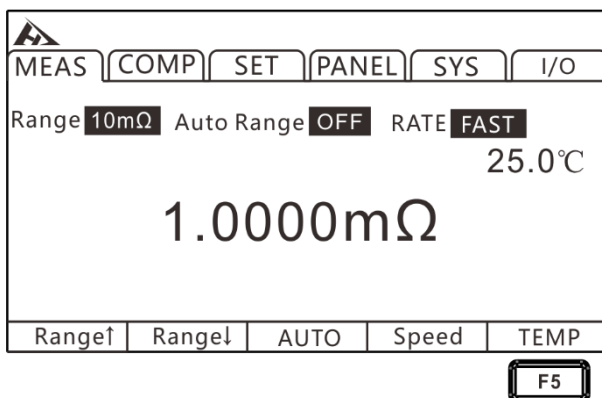 MEAS COMP SET PANEL SYS I/O
Range 10mΩ Auto Range OFF RATE FAST
25.0℃
1.0000mΩ
Range↑ Range↓ AUTO Speed TEMP
F5